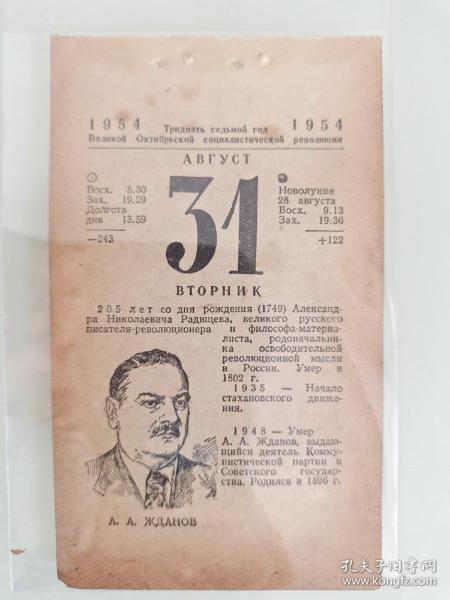 1954 Тридцать седьмой год 1954
Великой Октябрьской социалистической революции
АВГУСТ
Восх. 5.30
Зах. 19.29
Долгота
дня 13.59
—243
31
Новолуние
28 августа
Восх. 9.13
Зах. 19.36
+122
ВТОРНИК
205 лет со дня рождения (1749) Александ-
ра Николаевича Радищева, великого русского
писателя-революционера и философа-материа-
листа, родоначальни-
ка освободительной
революционной мысли
в России. Умер в
1802 г.
1935 — Начало
стахановского движе-
ния.
1948 — Умер
А. А. Жданов, выдаю-
щийся деятель Комму-
нистической партии и
Советского государ-
ства. Родился в 1896 г.
А. А. ЖДАНОВ
孔夫子旧书网
www.kongfz.com